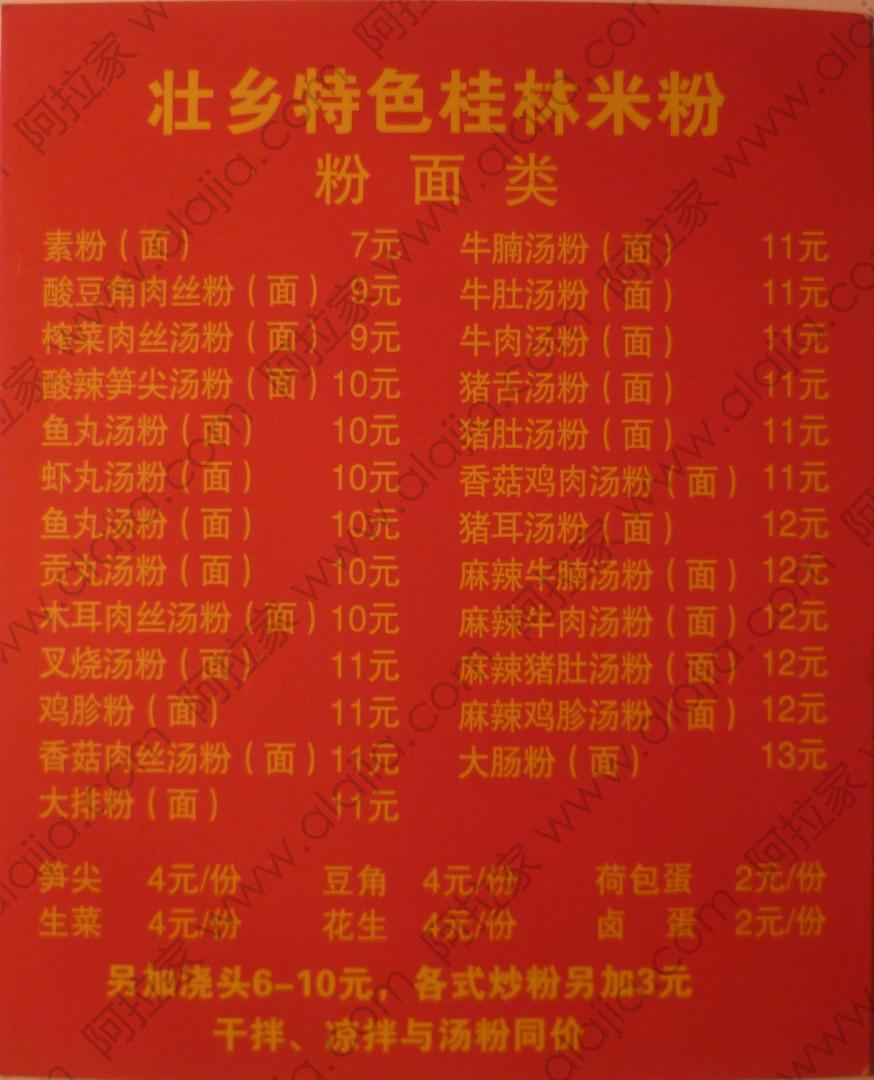 壮乡特色桂林米粉
粉 面 类
素粉（面） 7元
酸豆角肉丝粉（面） 9元
榨菜肉丝汤粉（面） 9元
酸辣笋尖汤粉（面） 10元
鱼丸汤粉（面） 10元
虾丸汤粉（面） 10元
鱼丸汤粉（面） 10元
贡丸汤粉（面） 10元
木耳肉丝汤粉（面） 10元
叉烧汤粉（面） 11元
鸡胗粉（面） 11元
香菇肉丝汤粉（面） 11元
大排粉（面） 11元
牛腩汤粉（面） 11元
牛肚汤粉（面） 11元
牛肉汤粉（面） 11元
猪舌汤粉（面） 11元
猪肚汤粉（面） 11元
香菇鸡肉汤粉（面） 11元
猪耳汤粉（面） 12元
麻辣牛腩汤粉（面） 12元
麻辣牛肉汤粉（面） 12元
麻辣猪肚汤粉（面） 12元
麻辣鸡胗汤粉（面） 12元
大肠粉（面） 13元
笋尖 4元/份 豆角 4元/份 荷包蛋 2元/份
生菜 4元/份 花生 4元/份 卤 蛋 2元/份
另加浇头6-10元，各式炒粉另加3元
干拌、凉拌与汤粉同价
阿拉家 www.alajia.com